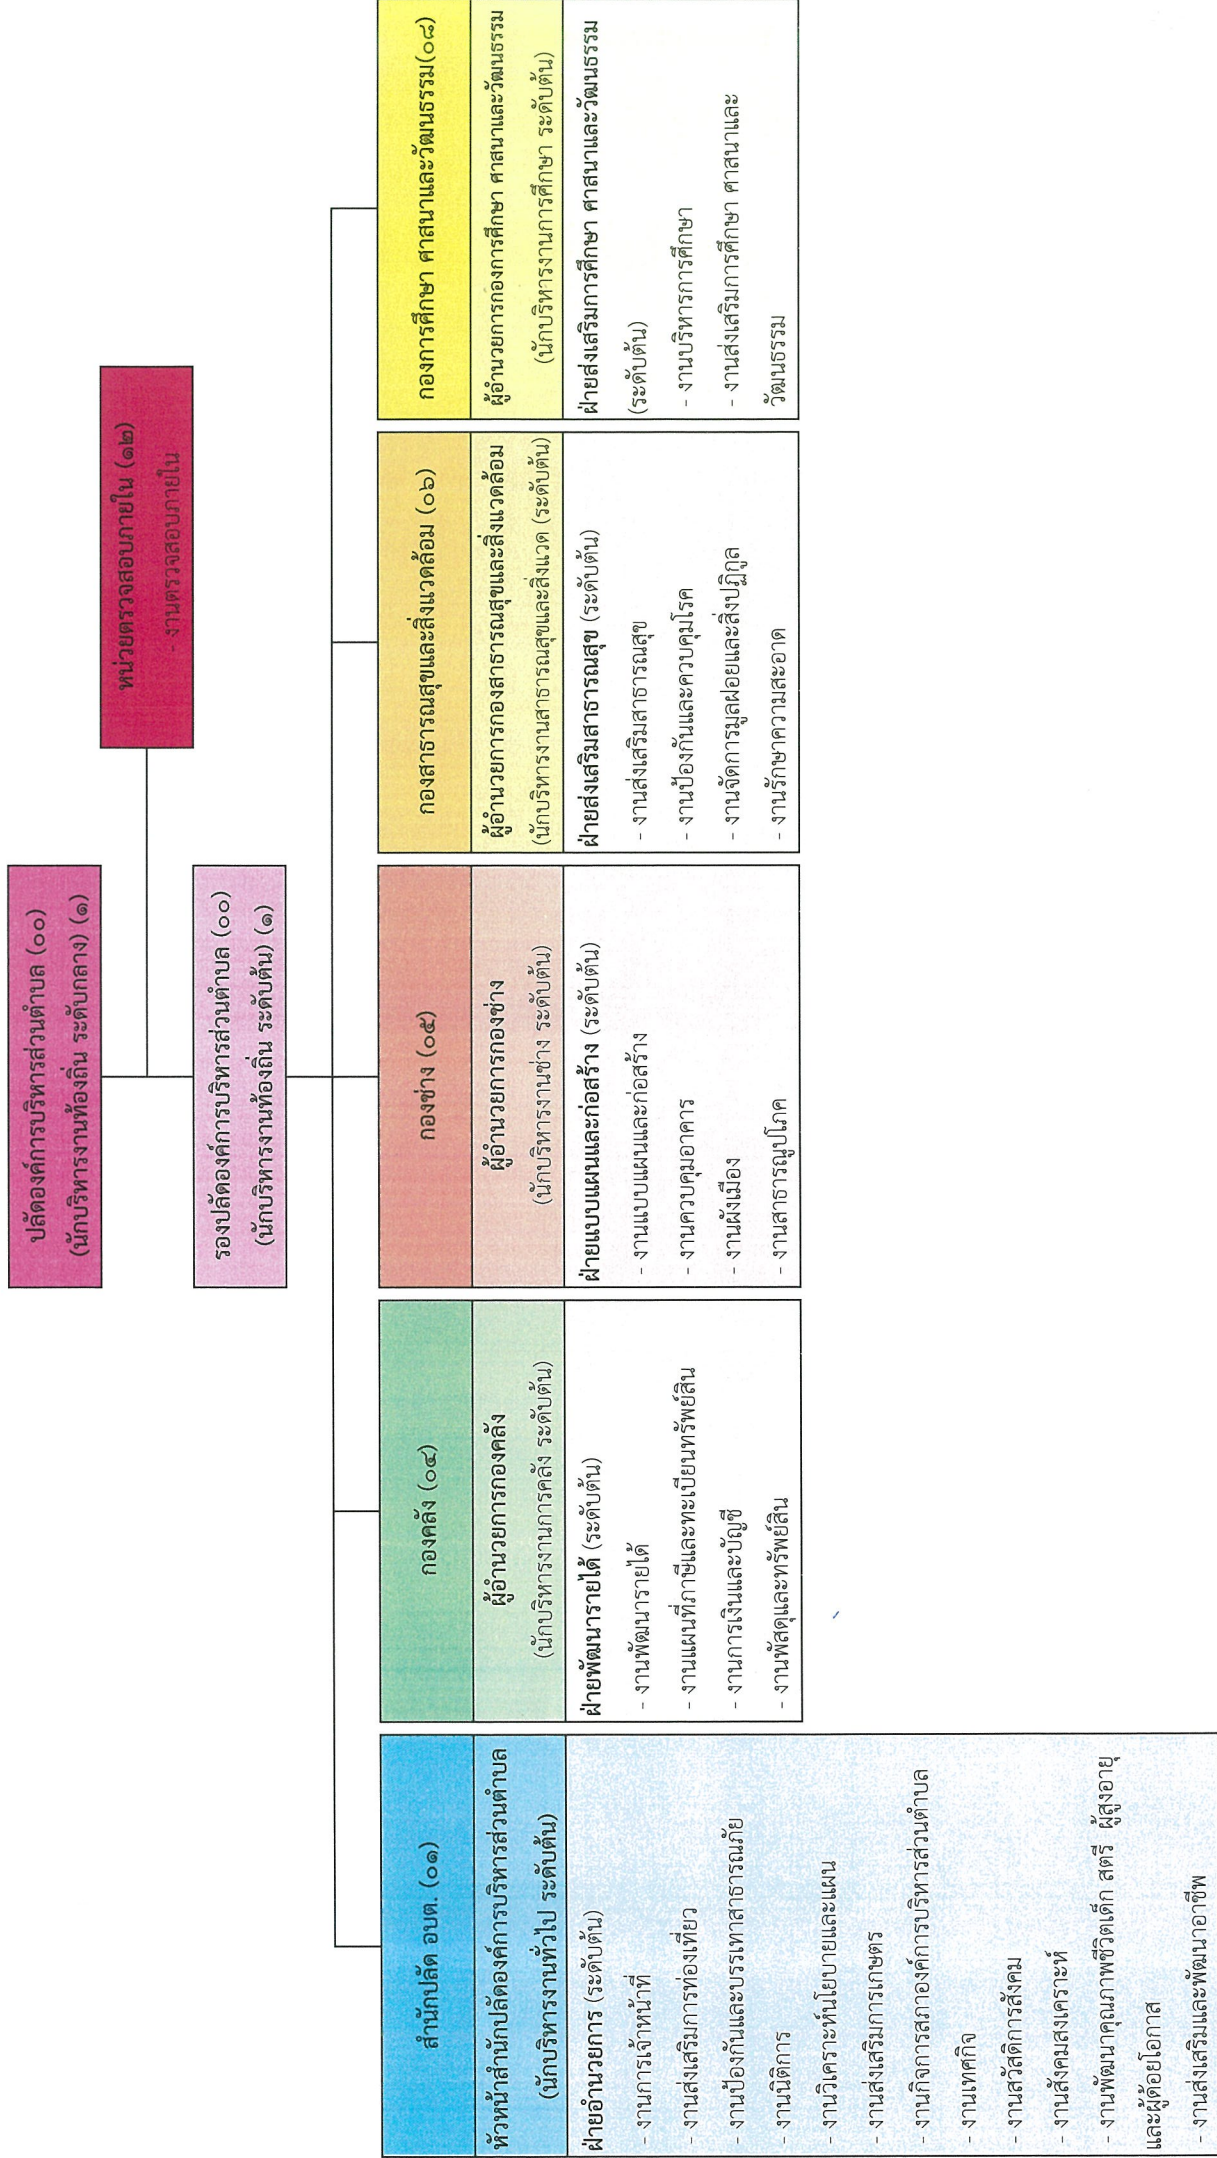 ปลัดองค์การบริหารส่วนตำบล (๐๐)
(นักบริหารงานท้องถิ่น ระดับกลาง) (๑)
หน่วยตรวจสอบภายใน (๑๒)
- งานตรวจสอบภายใน
รองปลัดองค์การบริหารส่วนตำบล (๐๐)
(นักบริหารงานท้องถิ่น ระดับต้น) (๑)
สำนักปลัด อบต. (๐๑)
หัวหน้าสำนักปลัดองค์การบริหารส่วนตำบล
(นักบริหารงานทั่วไป ระดับต้น)
ฝ่ายอำนวยการ (ระดับต้น)
- งานการเจ้าหน้าที่
- งานส่งเสริมการท่องเที่ยว
- งานป้องกันและบรรเทาสาธารณภัย
- งานนิติการ
- งานวิเคราะห์นโยบายและแผน
- งานส่งเสริมการเกษตร
- งานกิจการสภาองค์การบริหารส่วนตำบล
- งานเทศกิจ
- งานสวัสดิการสังคม
- งานสังคมสงเคราะห์
- งานพัฒนาคุณภาพชีวิตเด็ก สตรี ผู้สูงอายุ
และผู้ด้อยโอกาส
- งานส่งเสริมและพัฒนาอาชีพ
กองคลัง (๐๔)
ผู้อำนวยการกองคลัง
(นักบริหารงานการคลัง ระดับต้น)
ฝ่ายพัฒนารายได้ (ระดับต้น)
- งานพัฒนารายได้
- งานแผนที่ภาษีและทะเบียนทรัพย์สิน
- งานการเงินและบัญชี
- งานพัสดุและทรัพย์สิน
กองช่าง (๐๕)
ผู้อำนวยการกองช่าง
(นักบริหารงานช่าง ระดับต้น)
ฝ่ายแบบแผนและก่อสร้าง (ระดับต้น)
- งานแบบแผนและก่อสร้าง
- งานควบคุมอาคาร
- งานผังเมือง
- งานสาธารณูปโภค
กองสาธารณสุขและสิ่งแวดล้อม (๐๖)
ผู้อำนวยการกองสาธารณสุขและสิ่งแวดล้อม
(นักบริหารงานสาธารณสุขและสิ่งแวด (ระดับต้น)
ฝ่ายส่งเสริมสาธารณสุข (ระดับต้น)
- งานส่งเสริมสาธารณสุข
- งานป้องกันและควบคุมโรค
- งานจัดการมูลฝอยและสิ่งปฏิกูล
- งานรักษาความสะอาด
กองการศึกษา ศาสนาและวัฒนธรรม(๐๘)
ผู้อำนวยการกองการศึกษา ศาสนาและวัฒนธรรม
(นักบริหารงานการศึกษา ระดับต้น)
ฝ่ายส่งเสริมการศึกษา ศาสนาและวัฒนธรรม
(ระดับต้น)
- งานบริหารการศึกษา
- งานส่งเสริมการศึกษา ศาสนาและ
วัฒนธรรม